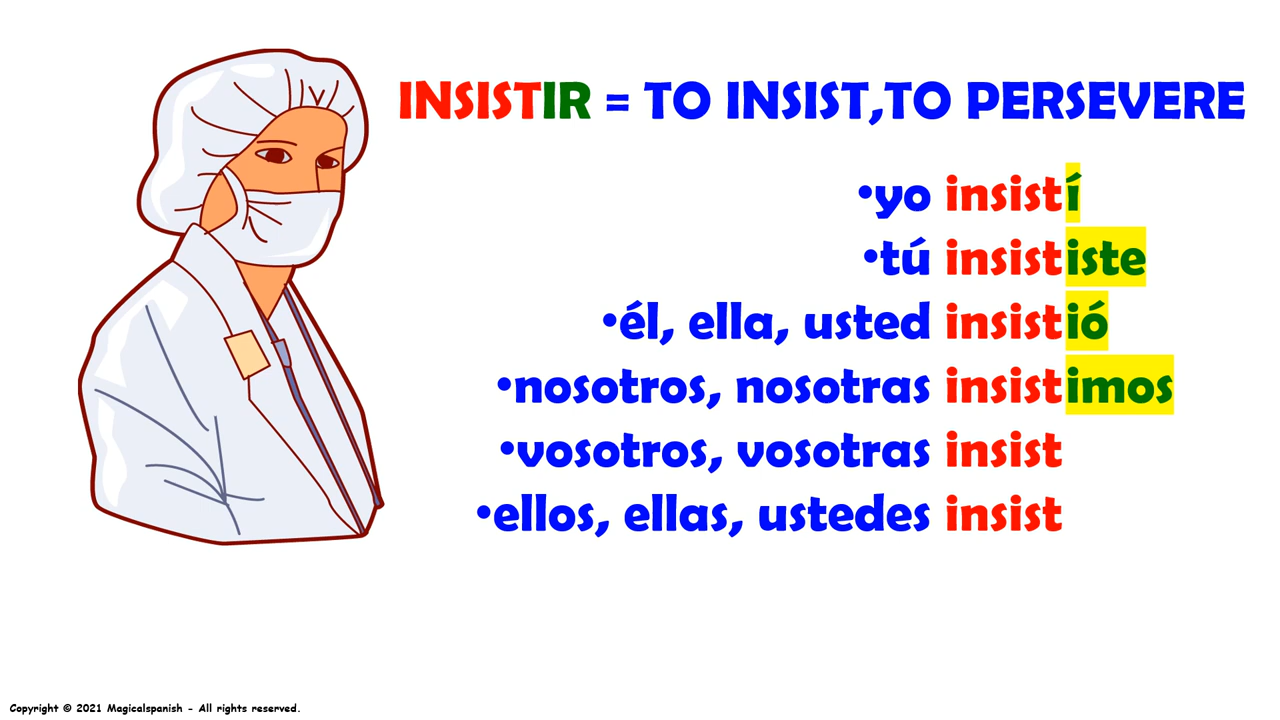 INSISTIR = TO INSIST,TO PERSEVERE
•yo insistí
•tú insististe
•él, ella, usted insistió
•nosotros, nosotras insistimos
•vosotros, vosotras insist
•ellos, ellas, ustedes insist
Copyright © 2021 Magicalspanish - All rights reserved.